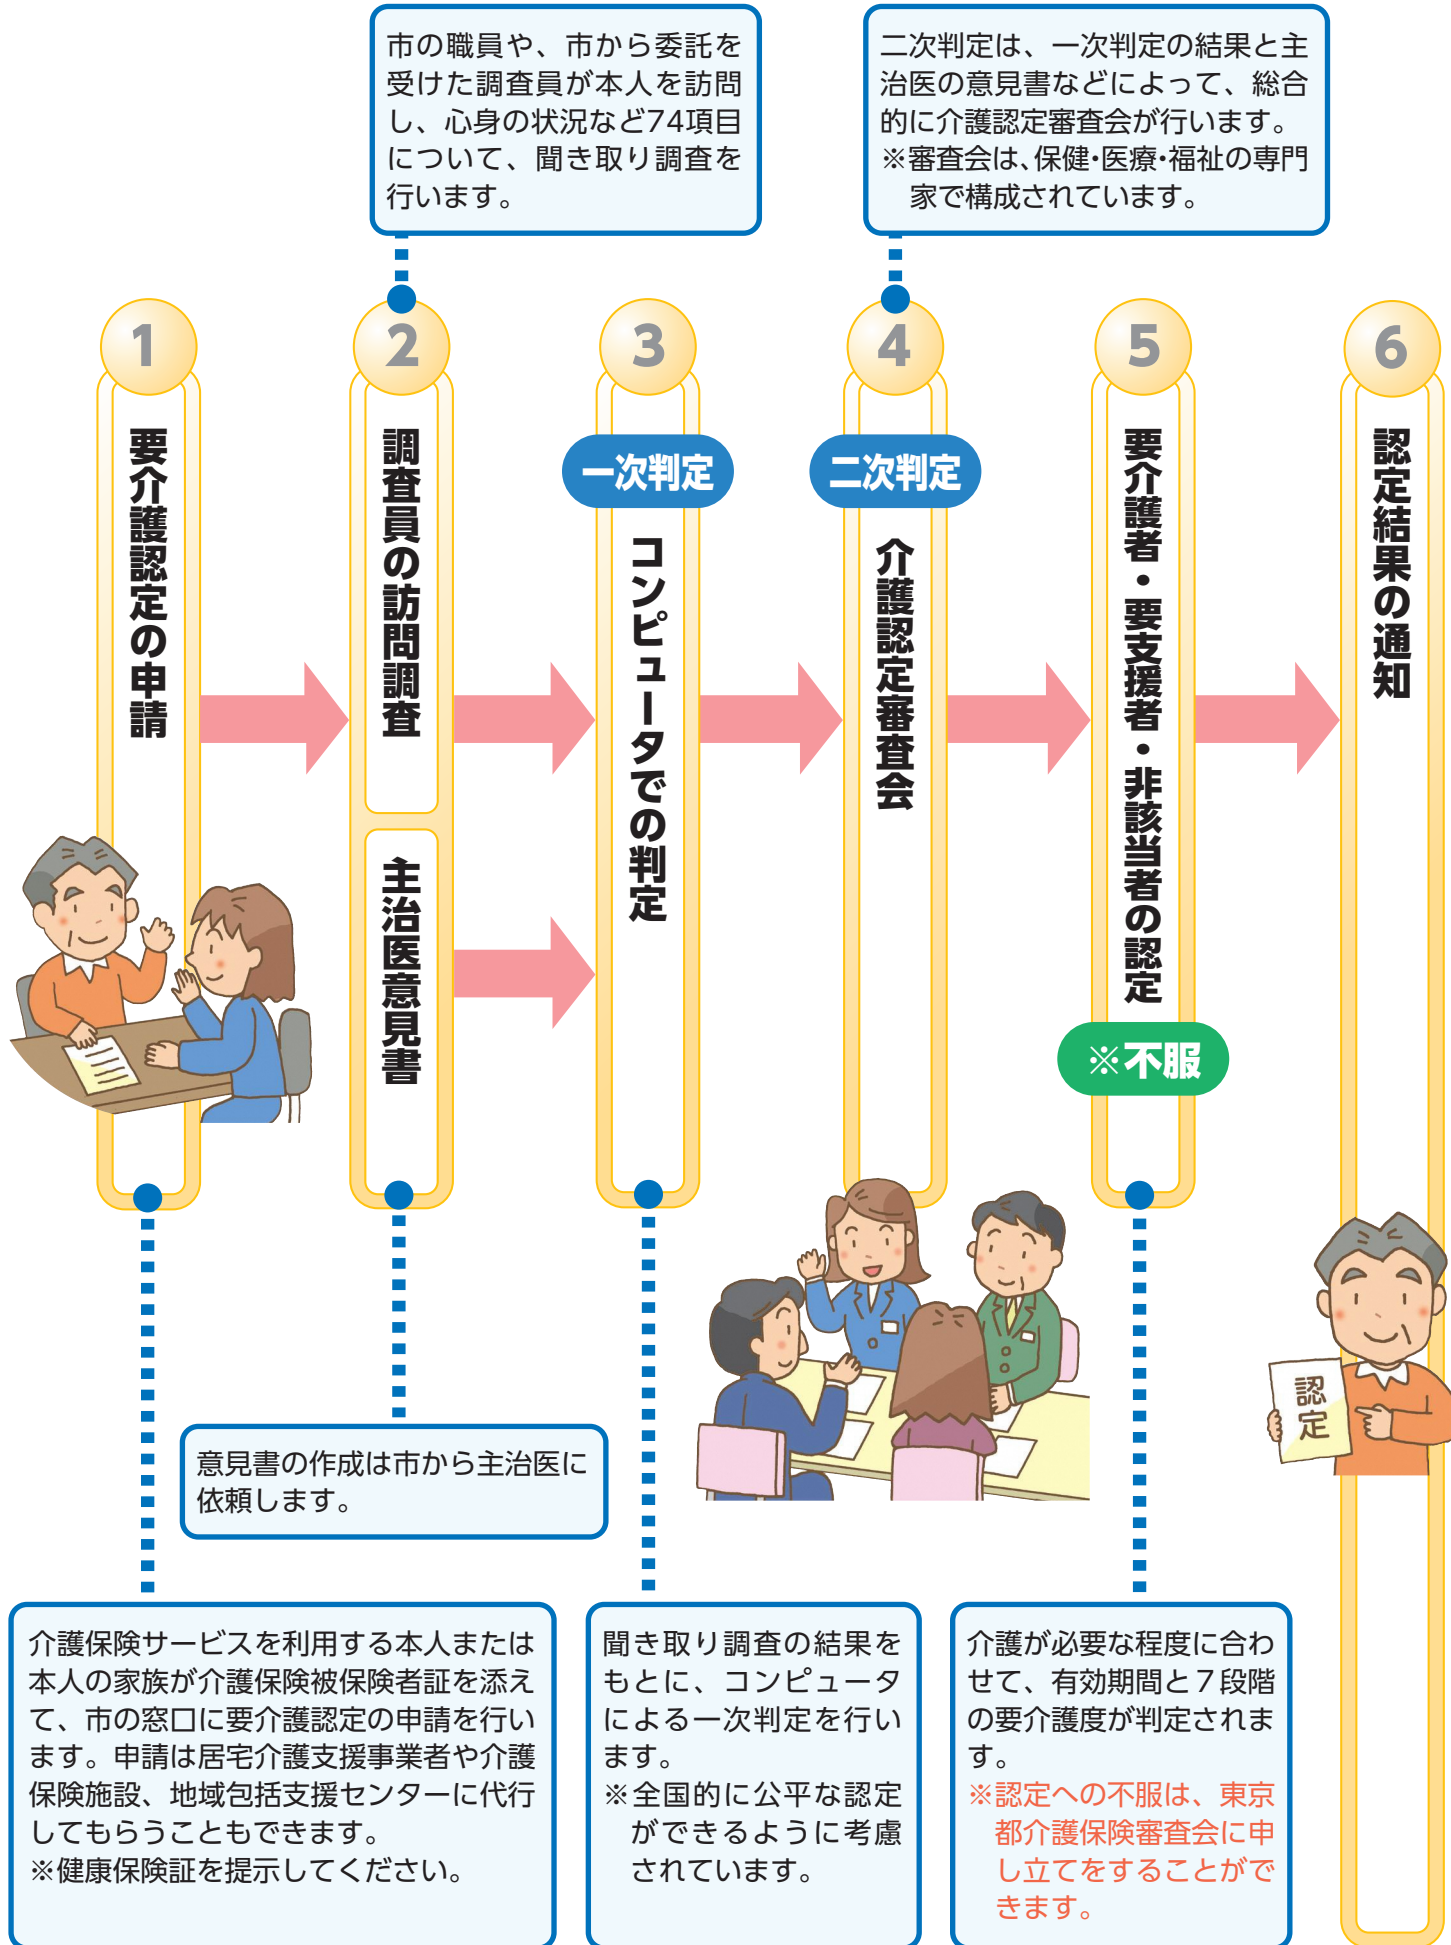 市の職員や、市から委託を
受けた調査員が本人を訪問
し、心身の状況など74項目
について、聞き取り調査を
行います。
二次判定は、一次判定の結果と主
治医の意見書などによって、総合
的に介護認定審査会が行います。
※審査会は、保健・医療・福祉の専門
家で構成されています。
1
要介護認定の申請
2
調査員の訪問調査
主治医意見書
3
一次判定
コンピュータでの判定
4
二次判定
介護認定審査会
5
要介護者・要支援者・非該当者の認定
※不服
6
認定結果の通知
認
定
意見書の作成は市から主治医に
依頼します。
介護保険サービスを利用する本人または
本人の家族が介護保険被保険者証を添え
て、市の窓口に要介護認定の申請を行い
ます。申請は居宅介護支援事業者や介護
保険施設、地域包括支援センターに代行
してもらうこともできます。
※健康保険証を提示してください。
聞き取り調査の結果を
もとに、コンピュータ
による一次判定を行い
ます。
※全国的に公平な認定
ができるように考慮
されています。
介護が必要な程度に合わ
せて、有効期間と７段階
の要介護度が判定されま
す。
※認定への不服は、東京
都介護保険審査会に申
し立てをすることがで
きます。